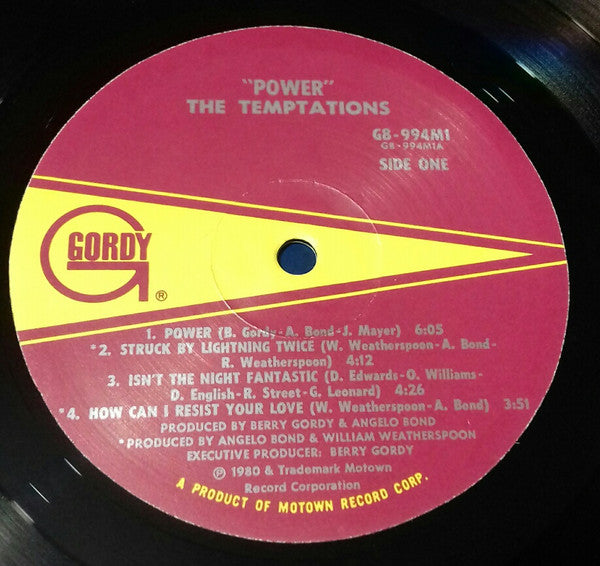 "POWER"
THE TEMPTATIONS
G8-994M1
G8-994M1A
SIDE ONE
GORDY
®
1. POWER (B. Gordy-A. Bond-J. Mayer) 6:05
*2. STRUCK BY LIGHTNING TWICE (W. Weatherspoon-A. Bond-
R. Weatherspoon) 4:12
3. ISN'T THE NIGHT FANTASTIC (D. Edwards-O. Williams-
D. English-R. Street-G. Leonard) 4:26
*4. HOW CAN I RESIST YOUR LOVE (W. Weatherspoon-A. Bond) 3:51
PRODUCED BY BERRY GORDY & ANGELO BOND
*PRODUCED BY ANGELO BOND & WILLIAM WEATHERSPOON
EXECUTIVE PRODUCER: BERRY GORDY
℗ 1980 & Trademark Motown
Record Corporation
A PRODUCT OF MOTOWN RECORD CORP.